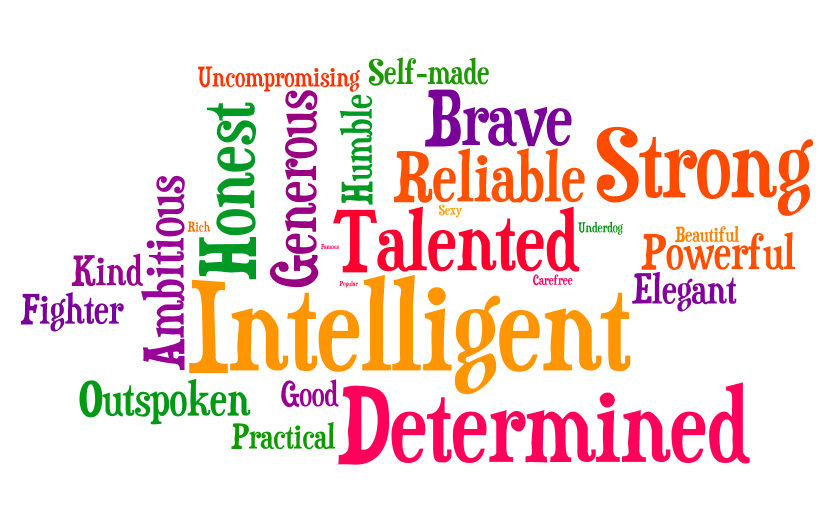 Uncompromising
Self-made
Brave
Honest
Generous
Humble
Reliable
Strong
Ambitious
Rich
Sexy
Talented
Famous
Underdog
Beautiful
Powerful
Kind
Popular
Carefree
Elegant
Fighter
Intelligent
Outspoken
Good
Determined
Practical